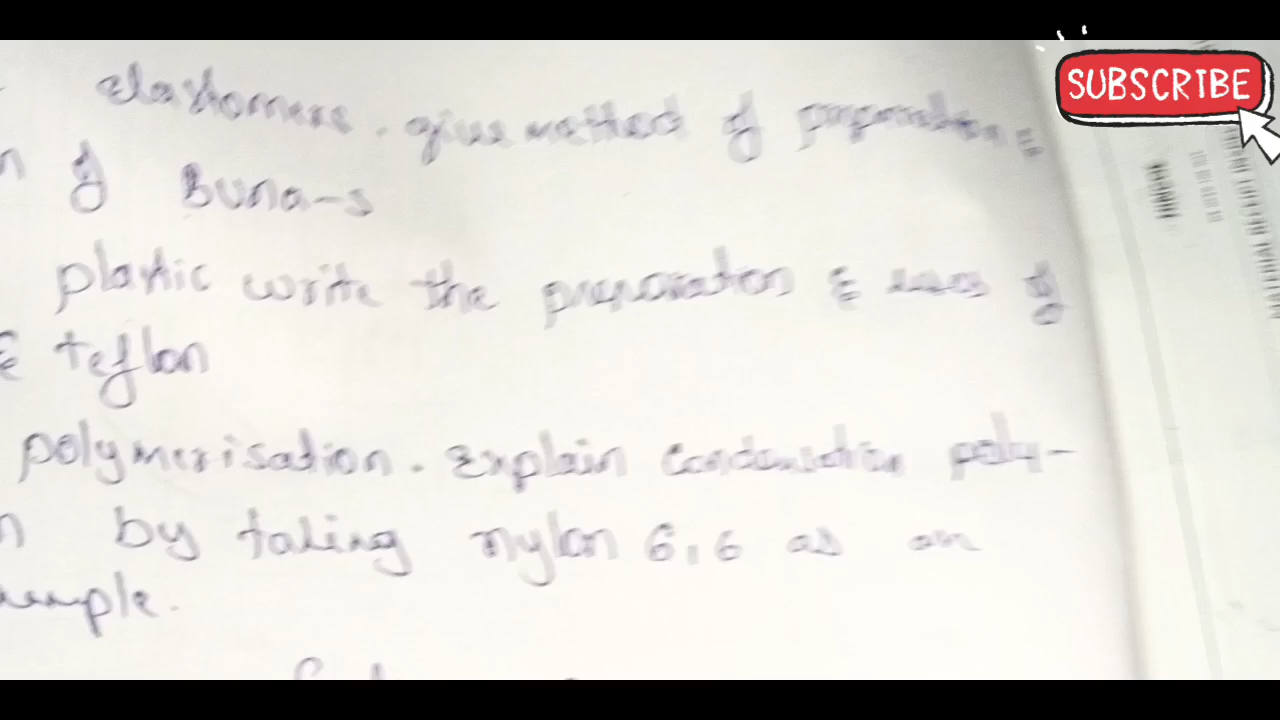 SUBSCRIBE
elastomers. give method of preparation &
n of Buna-s
plastic write the preparation & uses of
& teflon
polymerisation. Explain condensation poly-
n by taking nylon 6,6 as an
ample.